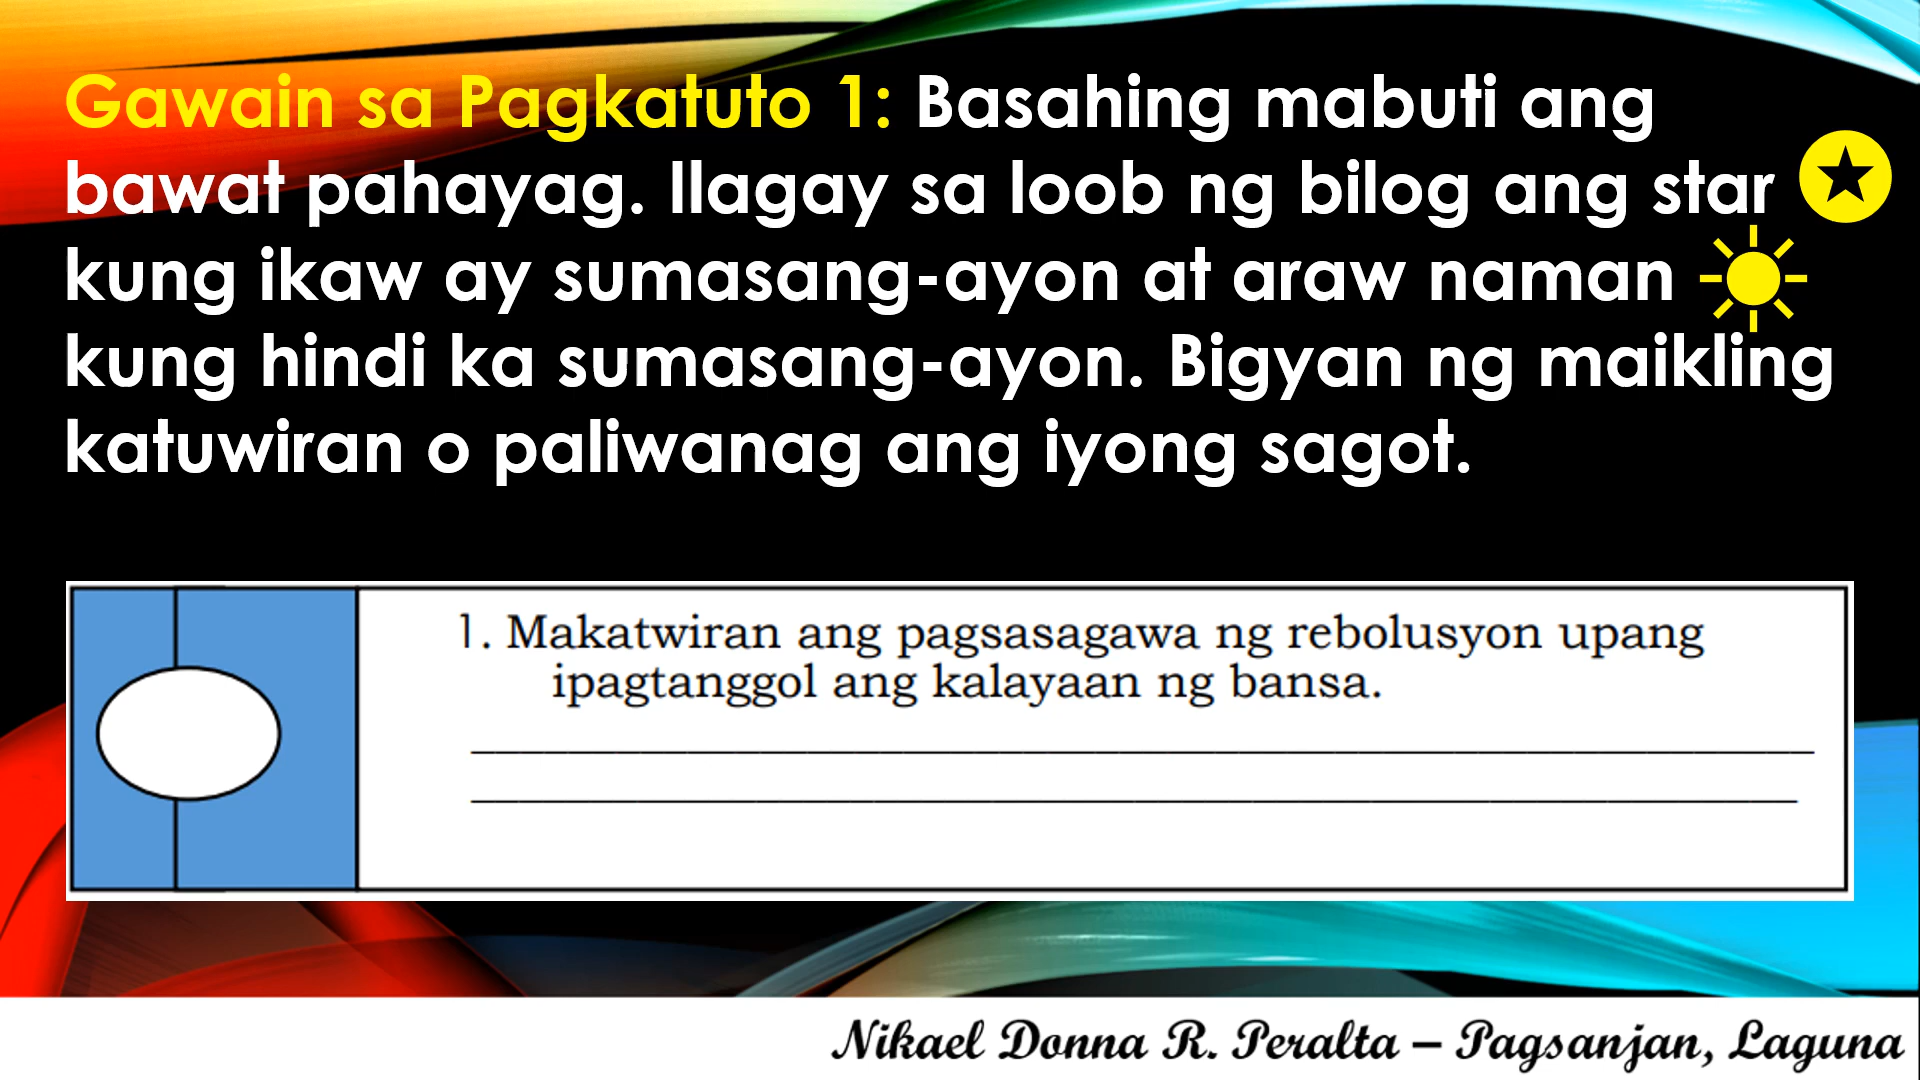 Gawain sa Pagkatuto 1: Basahing mabuti ang
bawat pahayag. Ilagay sa loob ng bilog ang star
kung ikaw ay sumasang-ayon at araw naman
kung hindi ka sumasang-ayon. Bigyan ng maikling
katuwiran o paliwanag ang iyong sagot.
1. Makatwiran ang pagsasagawa ng rebolusyon upang
ipagtanggol ang kalayaan ng bansa.
Nikael Donna R. Peralta – Pagsanjan, Laguna